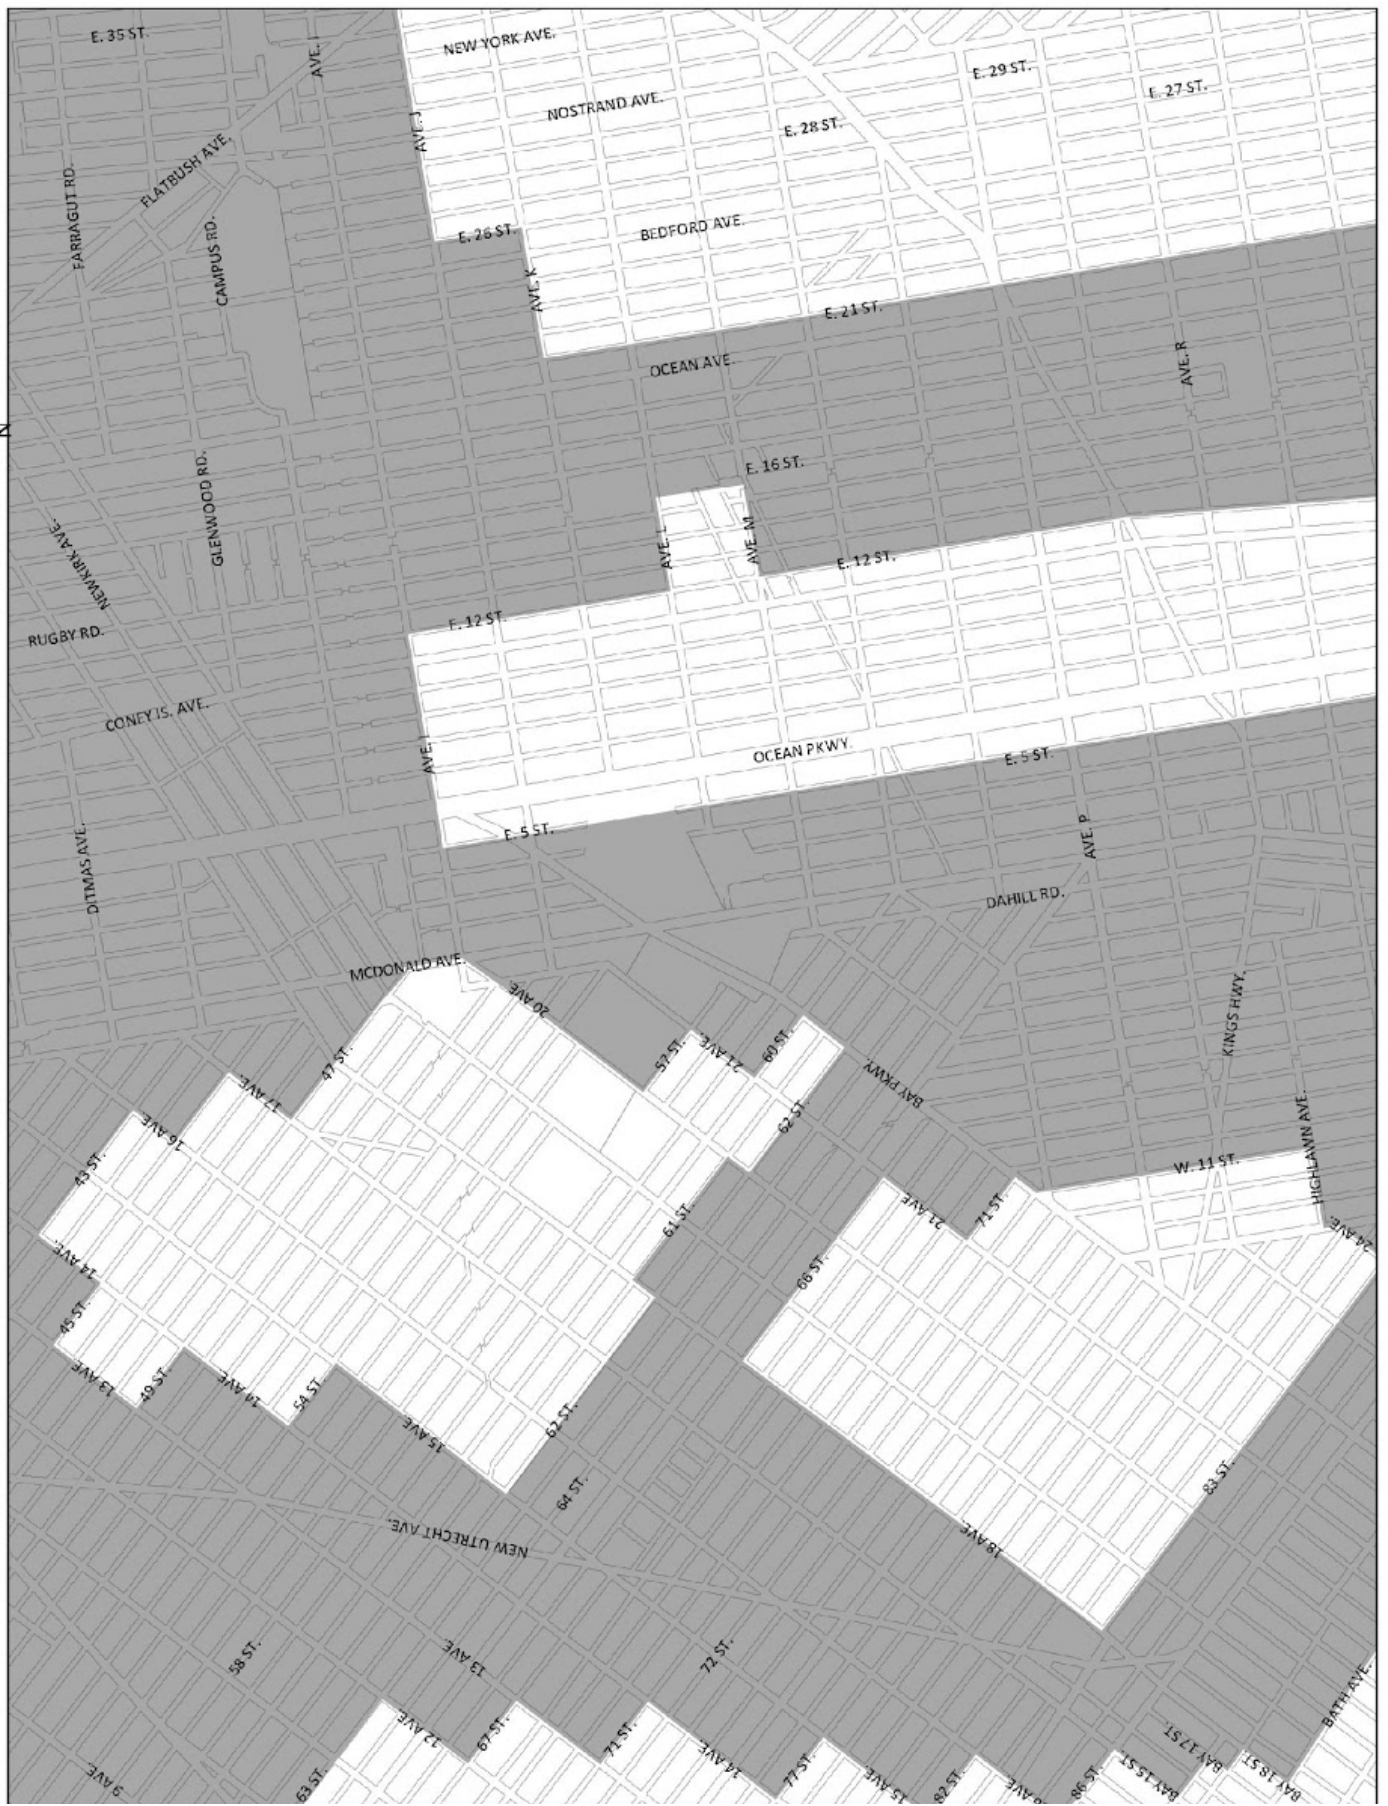 E. 35 ST.
AVE. I
NEW YORK AVE.
E. 29 ST.
E. 27 ST.
NOSTRAND AVE.
AVE. J
E. 28 ST.
FLATBUSH AVE.
FARRAGUT RD.
CAMPUS RD.
E. 26 ST.
BEDFORD AVE.
AVE. K
E. 21 ST.
OCEAN AVE.
AVE. R
N
E. 16 ST.
GLENWOOD RD.
NEWKIRK AVE.
AVE. L
AVE. M
E. 12 ST.
E. 12 ST.
RUGBY RD.
CONEY IS. AVE.
AVE. I
OCEAN PKWY.
E. 5 ST.
E. 5 ST.
AVE. P
DITMAS AVE.
DAHILL RD.
MCDONALD AVE.
20 AVE.
KINGS HWY.
47 ST.
57 ST.
21 AVE.
60 ST.
BAY PKWY.
17 AVE.
16 AVE.
62 ST.
43 ST.
HIGHLAWN AVE.
W. 11 ST.
61 ST.
21 AVE
71 ST.
24 AVE.
14 AVE.
66 ST.
45 ST.
13 AVE
49 ST.
14 AVE
54 ST.
15 AVE
62 ST.
83 ST.
64 ST.
NEW UTRECHT AVE.
18 AVE
58 ST.
13 AVE
72 ST.
BATH AVE.
12 AVE
67 ST.
71 ST.
14 AVE
77 ST.
BAY 17 ST.
9 AVE
63 ST.
15 AVE
82 ST.
86 ST.
BAY 15 ST.
BAY 18 ST.
BAY